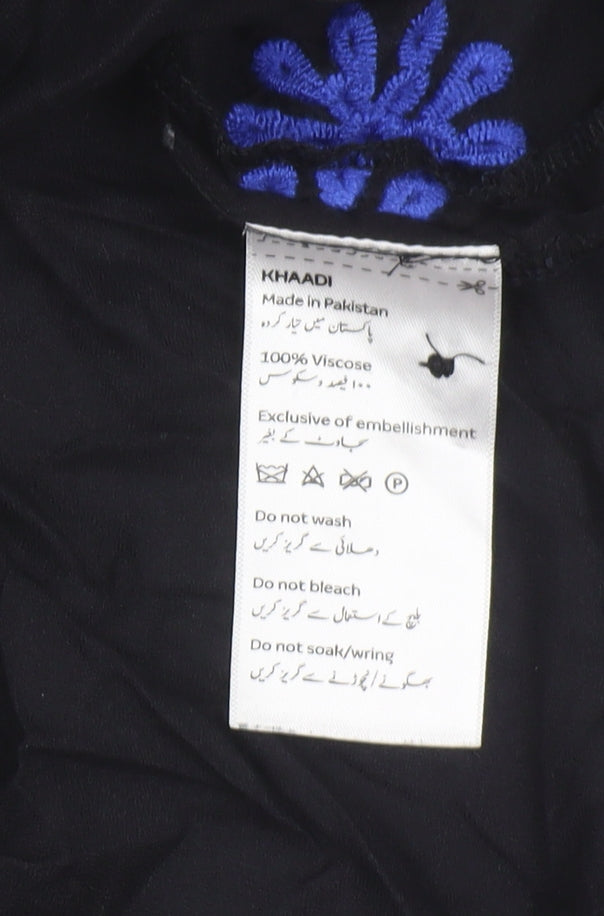 KHAADI
Made in Pakistan
پاکستان میں تیار کردہ
100% Viscose
۱۰۰ فیصد وسکوس
Exclusive of embellishment
سجاوٹ کے بغیر
P
Do not wash
دھلائی سے گریز کریں
Do not bleach
بلیچ کے استعمال سے گریز کریں
Do not soak/wring
بھگونے/نچوڑنے سے گریز کریں